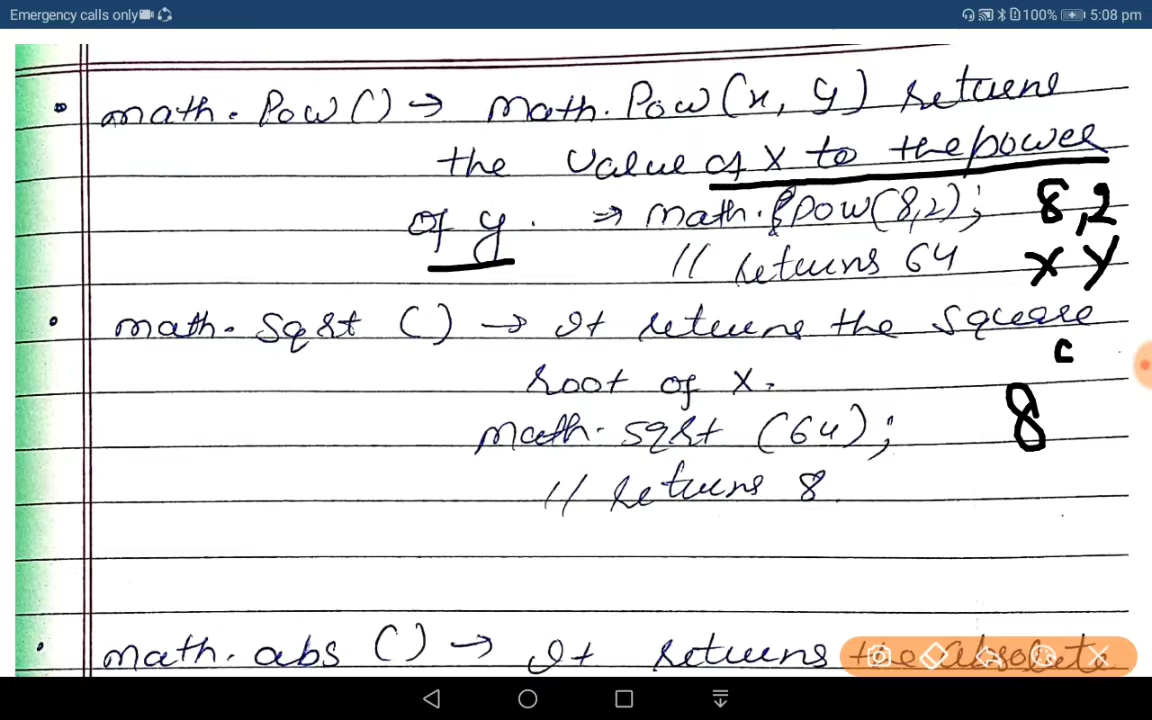 Emergency calls only 100% 5:08 pm
math.Pow() → Math.Pow(x, y) returns
the value of X to the power
of y. ⇒ math.pow(8,2); 8,2
// returns 64 X Y
math.sqrt () → It returns the square
root of X.
math.sqrt (64); 8
// returns 8.
math.abs () → It returns the absolute